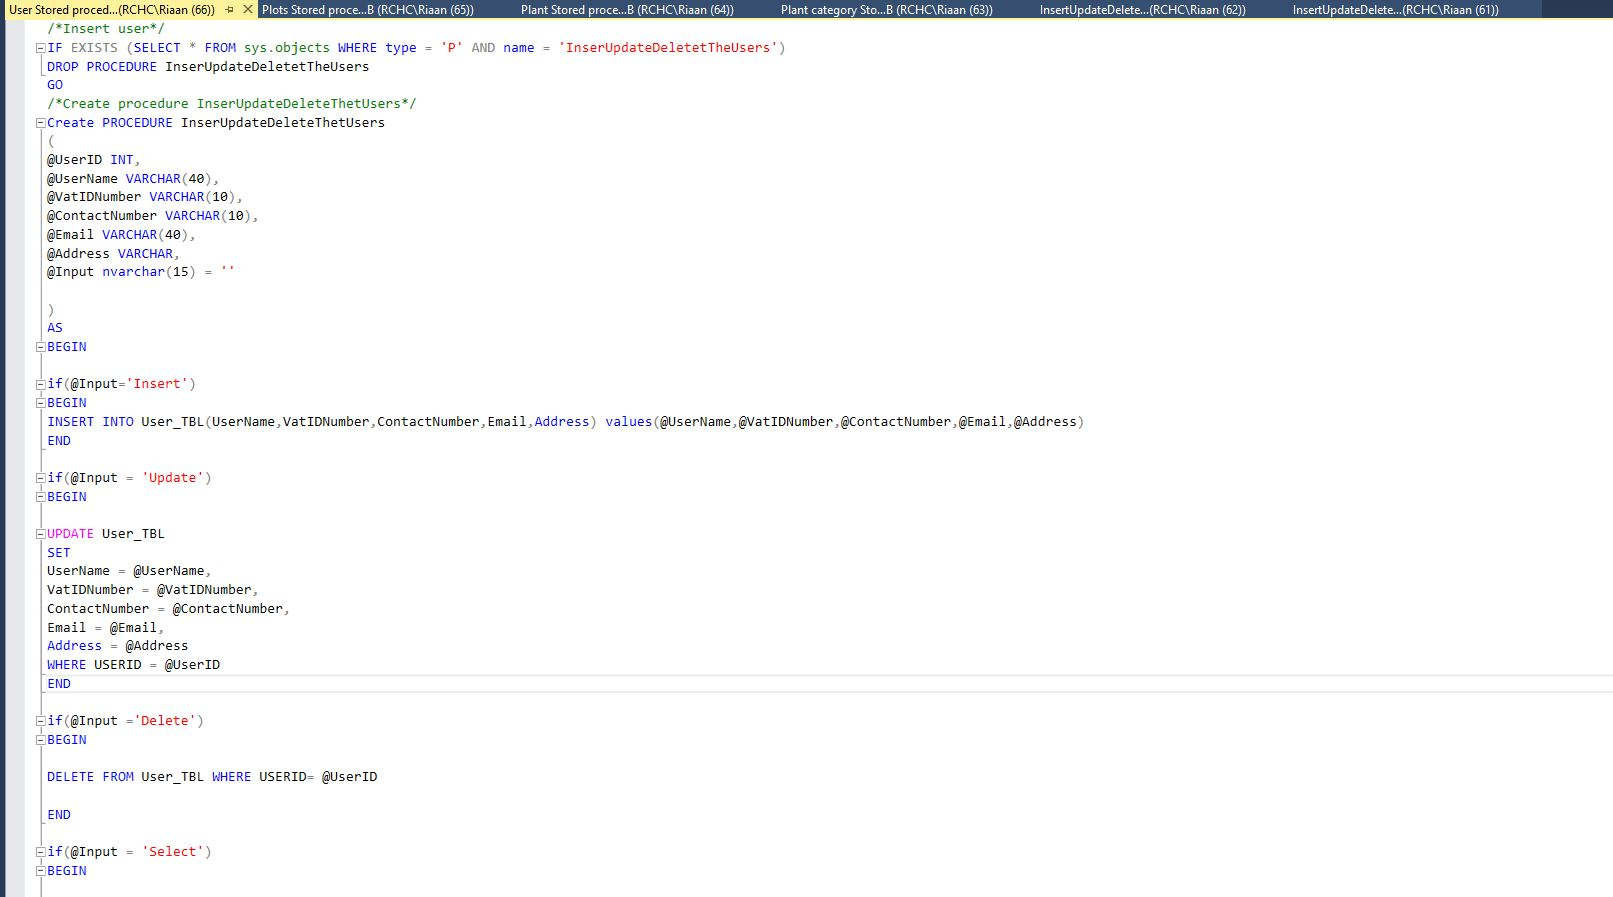 User Stored proced...(RCHC\Riaan (66)) Plots Stored proce...B (RCHC\Riaan (65)) Plant Stored proce...B (RCHC\Riaan (64)) Plant category Sto...B (RCHC\Riaan (63)) InsertUpdateDelete...(RCHC\Riaan (62)) InsertUpdateDelete...(RCHC\Riaan (61))
/*Insert user*/
IF EXISTS (SELECT * FROM sys.objects WHERE type = 'P' AND name = 'InserUpdateDeletetTheUsers')
DROP PROCEDURE InserUpdateDeletetTheUsers
GO
/*Create procedure InserUpdateDeleteThetUsers*/
Create PROCEDURE InserUpdateDeleteThetUsers
(
@UserID INT,
@UserName VARCHAR(40),
@VatIDNumber VARCHAR(10),
@ContactNumber VARCHAR(10),
@Email VARCHAR(40),
@Address VARCHAR,
@Input nvarchar(15) = ''
)
AS
BEGIN
if(@Input='Insert')
BEGIN
INSERT INTO User_TBL(UserName,VatIDNumber,ContactNumber,Email,Address) values(@UserName,@VatIDNumber,@ContactNumber,@Email,@Address)
END
if(@Input = 'Update')
BEGIN
UPDATE User_TBL
SET
UserName = @UserName,
VatIDNumber = @VatIDNumber,
ContactNumber = @ContactNumber,
Email = @Email,
Address = @Address
WHERE USERID = @UserID
END
if(@Input ='Delete')
BEGIN
DELETE FROM User_TBL WHERE USERID= @UserID
END
if(@Input = 'Select')
BEGIN